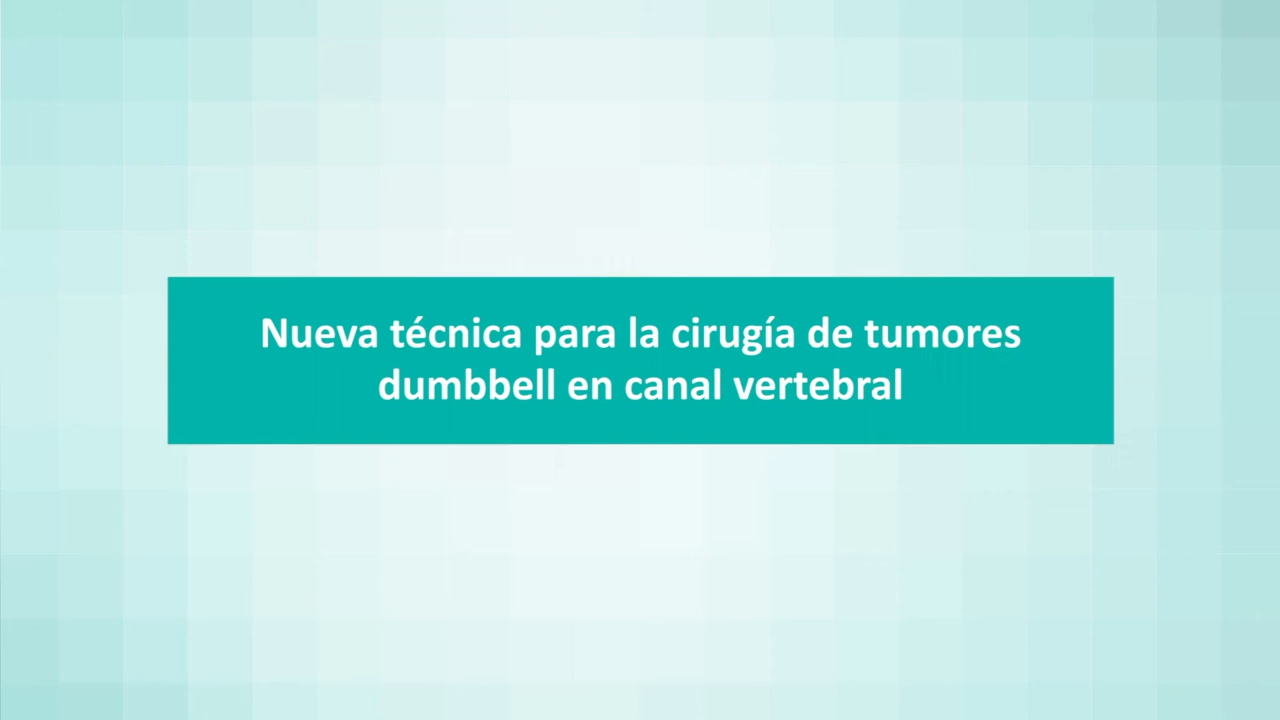 Nueva técnica para la cirugía de tumores
dumbbell en canal vertebral